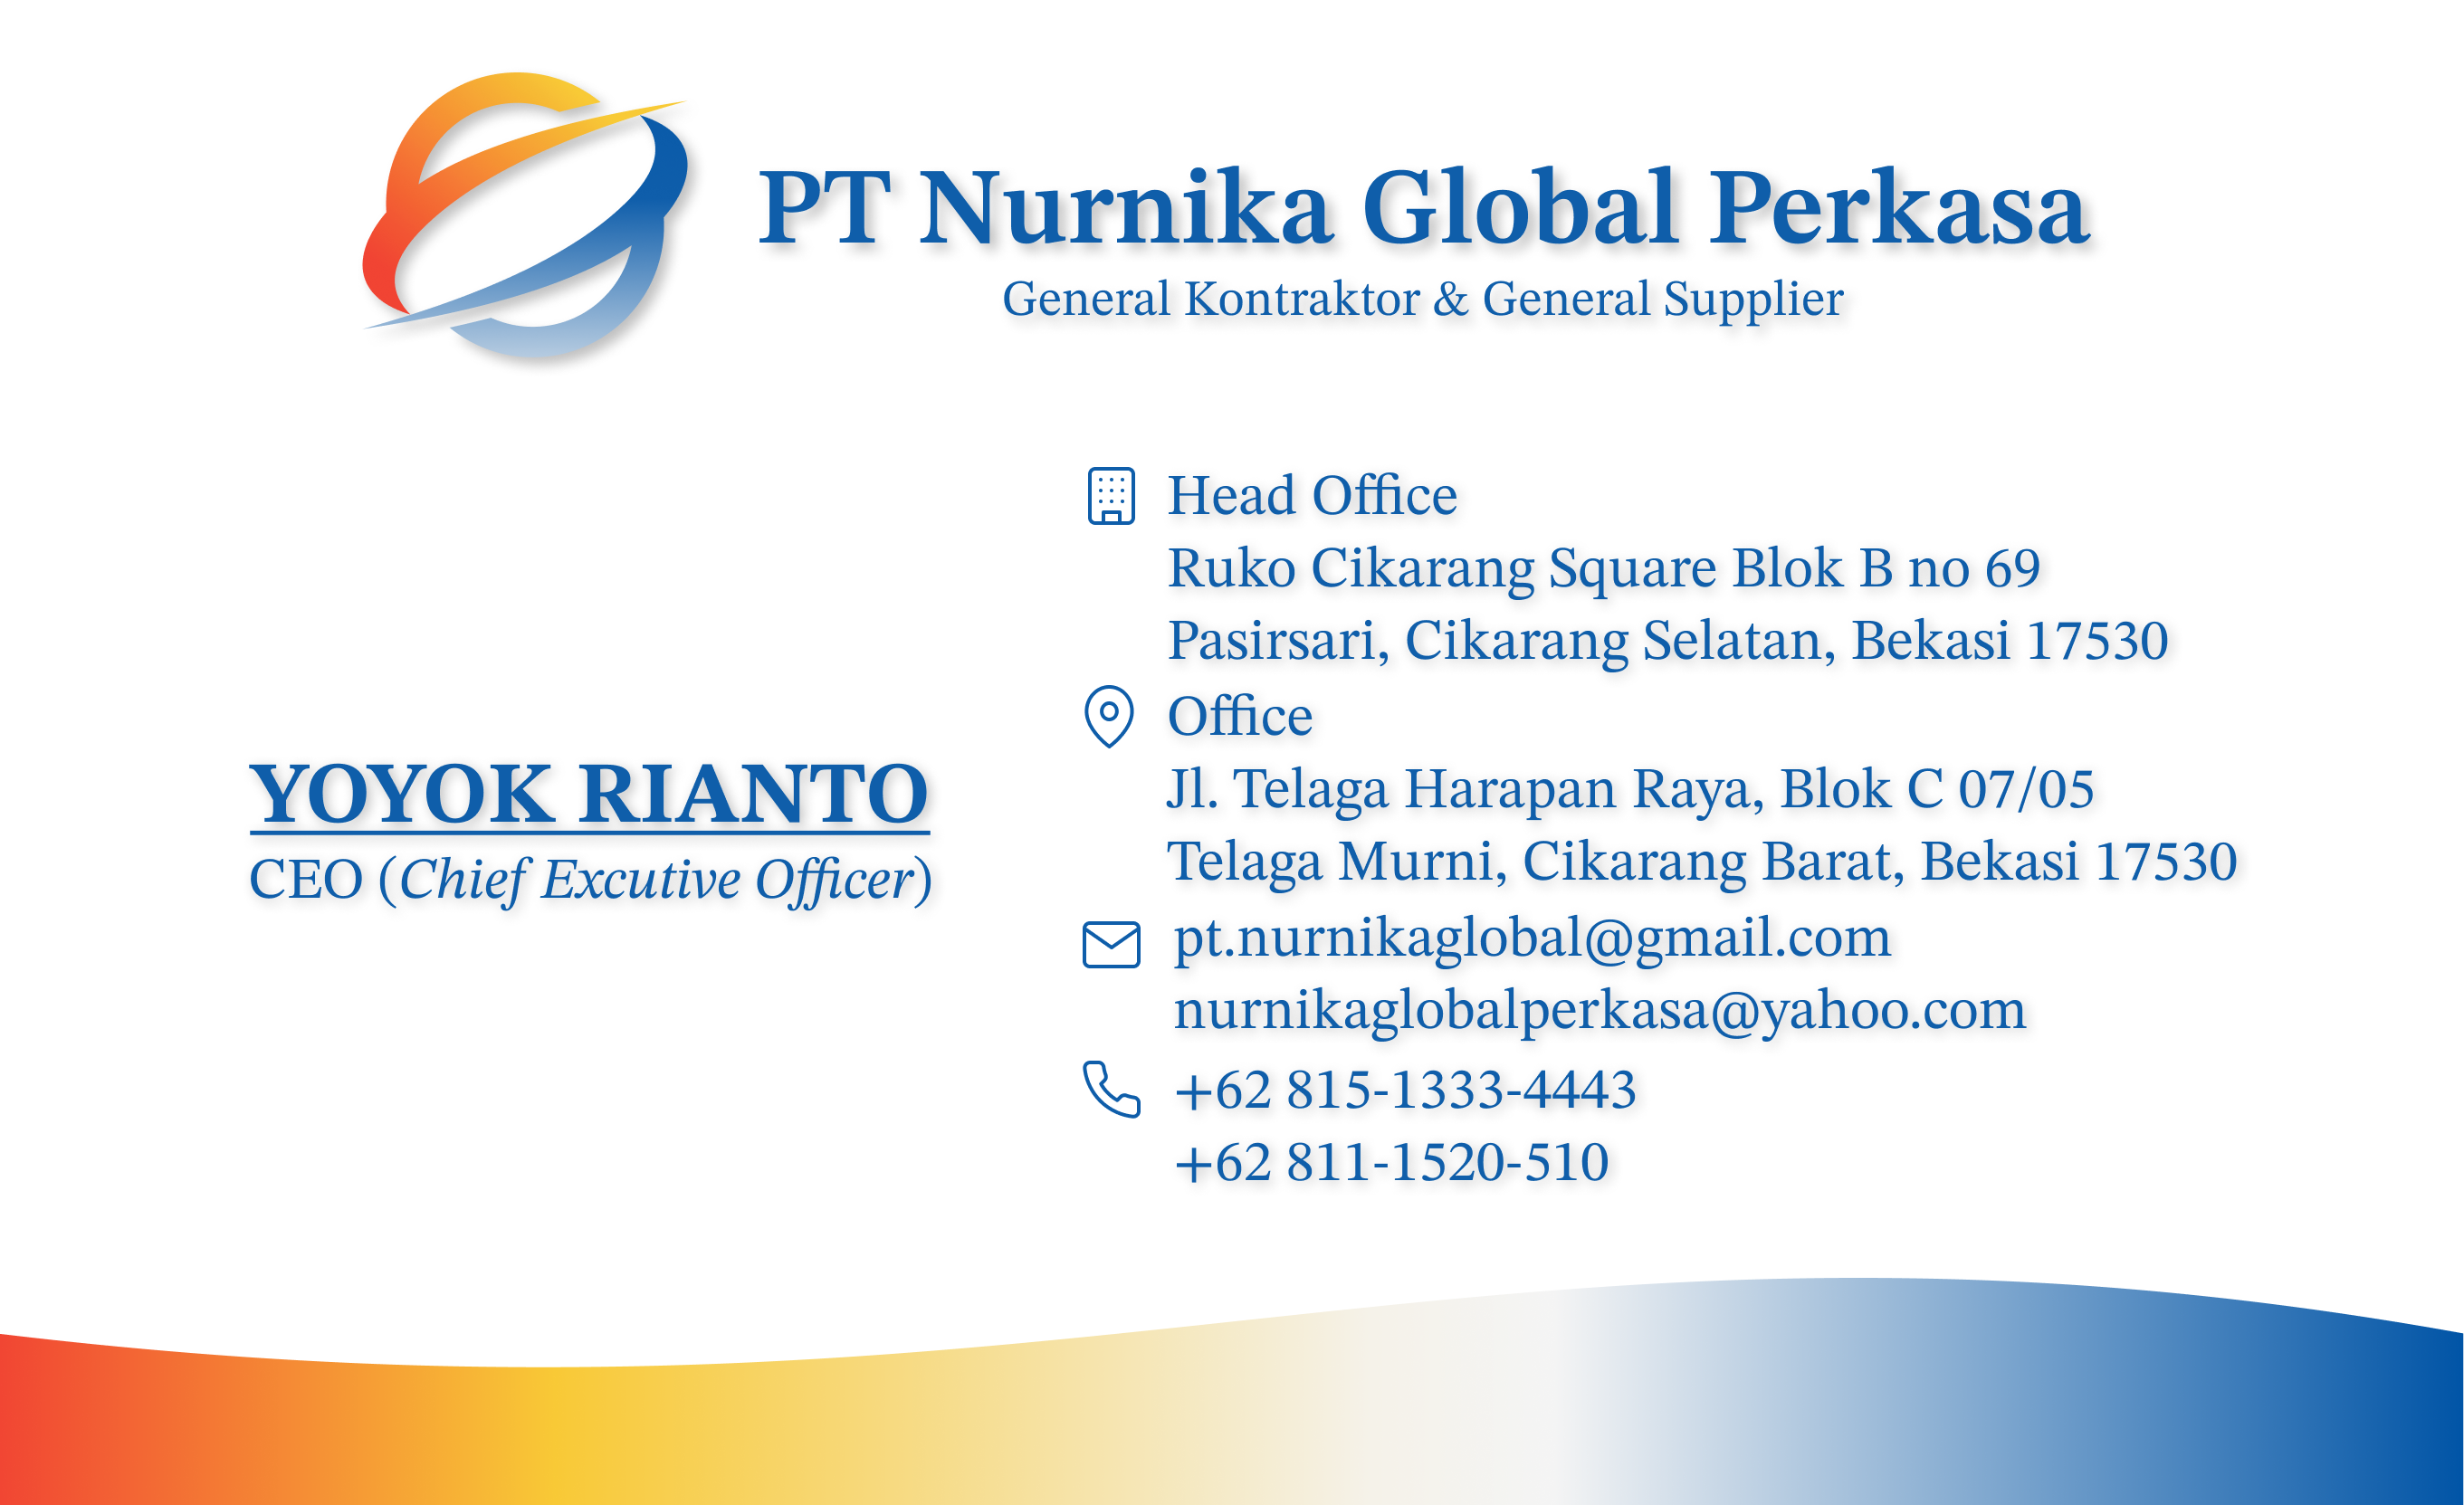 PT Nurnika Global Perkasa
General Kontraktor & General Supplier
YOYOK RIANTO
CEO (Chief Excutive Officer)
Head Office
Ruko Cikarang Square Blok B no 69
Pasirsari, Cikarang Selatan, Bekasi 17530
Office
Jl. Telaga Harapan Raya, Blok C 07/05
Telaga Murni, Cikarang Barat, Bekasi 17530
pt.nurnikaglobal@gmail.com
nurnikaglobalperkasa@yahoo.com
+62 815-1333-4443
+62 811-1520-510